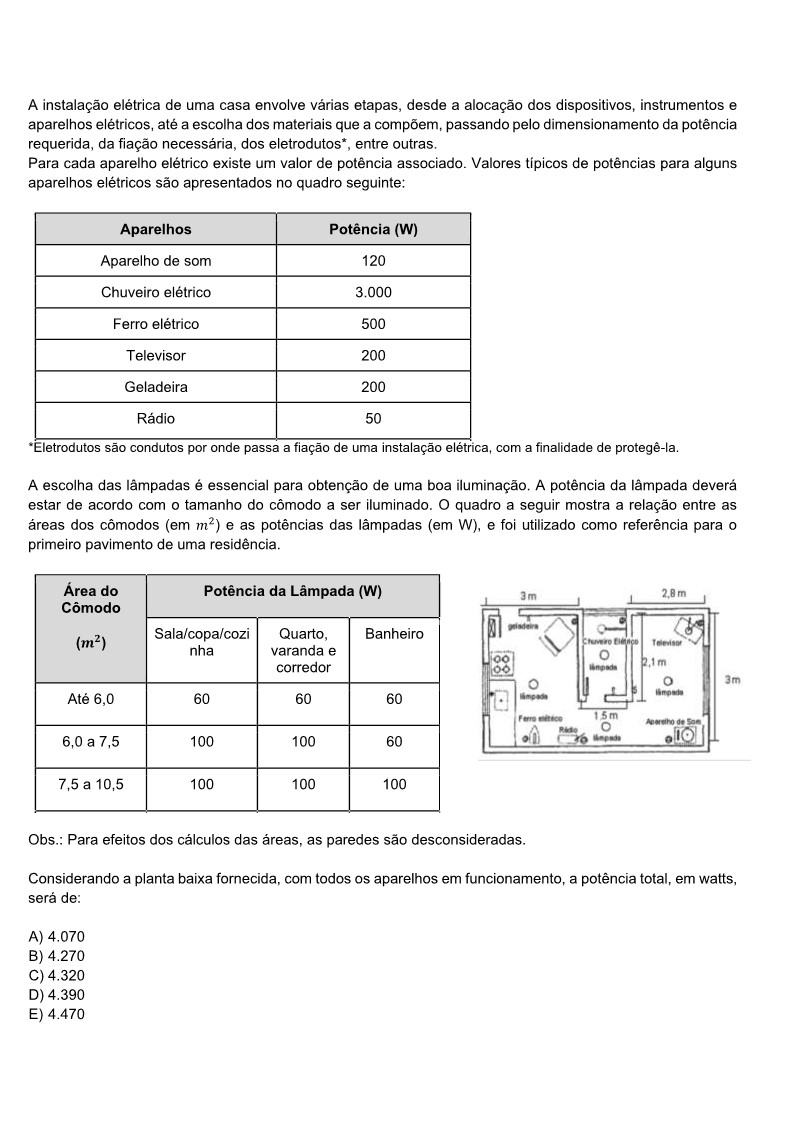 A instalação elétrica de uma casa envolve várias etapas, desde a alocação dos dispositivos, instrumentos e
aparelhos elétricos, até a escolha dos materiais que a compõem, passando pelo dimensionamento da potência
requerida, da fiação necessária, dos eletrodutos*, entre outras.
Para cada aparelho elétrico existe um valor de potência associado. Valores típicos de potências para alguns
aparelhos elétricos são apresentados no quadro seguinte:
Aparelhos Potência (W)
Aparelho de som 120
Chuveiro elétrico 3.000
Ferro elétrico 500
Televisor 200
Geladeira 200
Rádio 50
*Eletrodutos são condutos por onde passa a fiação de uma instalação elétrica, com a finalidade de protegê-la.
A escolha das lâmpadas é essencial para obtenção de uma boa iluminação. A potência da lâmpada deverá
estar de acordo com o tamanho do cômodo a ser iluminado. O quadro a seguir mostra a relação entre as
áreas dos cômodos (em m²) e as potências das lâmpadas (em W), e foi utilizado como referência para o
primeiro pavimento de uma residência.
Área do
Cômodo
(m²)
Potência da Lâmpada (W)
Sala/copa/cozi
nha
Quarto,
varanda e
corredor
Banheiro
Até 6,0 60 60 60
6,0 a 7,5 100 100 60
7,5 a 10,5 100 100 100
3 m
2,8 m
geladeira
Chuveiro Elétrico
Televisor
lâmpada
2,1 m
3 m
lâmpada
lâmpada
1,5 m
Ferro elétrico
Rádio
lâmpada
Aparelho de Som
Obs.: Para efeitos dos cálculos das áreas, as paredes são desconsideradas.
Considerando a planta baixa fornecida, com todos os aparelhos em funcionamento, a potência total, em watts,
será de:
A) 4.070
B) 4.270
C) 4.320
D) 4.390
E) 4.470